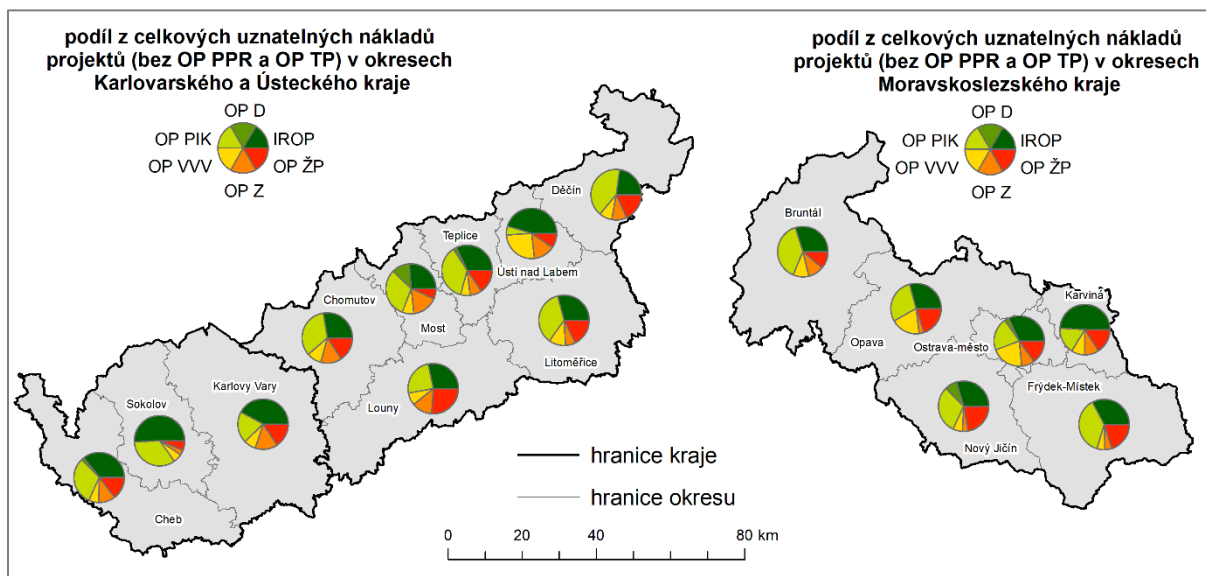 podíl z celkových uznatelných nákladů
projektů (bez OP PPR a OP TP) v okresech
Karlovarského a Ústeckého kraje
OP D
OP PIK
IROP
OP VVV
OP ŽP
OP Z
podíl z celkových uznatelných nákladů
projektů (bez OP PPR a OP TP) v okresech
Moravskoslezského kraje
OP D
OP PIK
IROP
OP VVV
OP ŽP
OP Z
Děčín
Teplice
Ústí nad Labem
Chomutov
Most
Litoměřice
Karlovy Vary
Louny
Sokolov
Cheb
Bruntál
Karviná
Opava
Ostrava-město
Frýdek-Místek
Nový Jičín
hranice kraje
hranice okresu
0 20 40 80 km